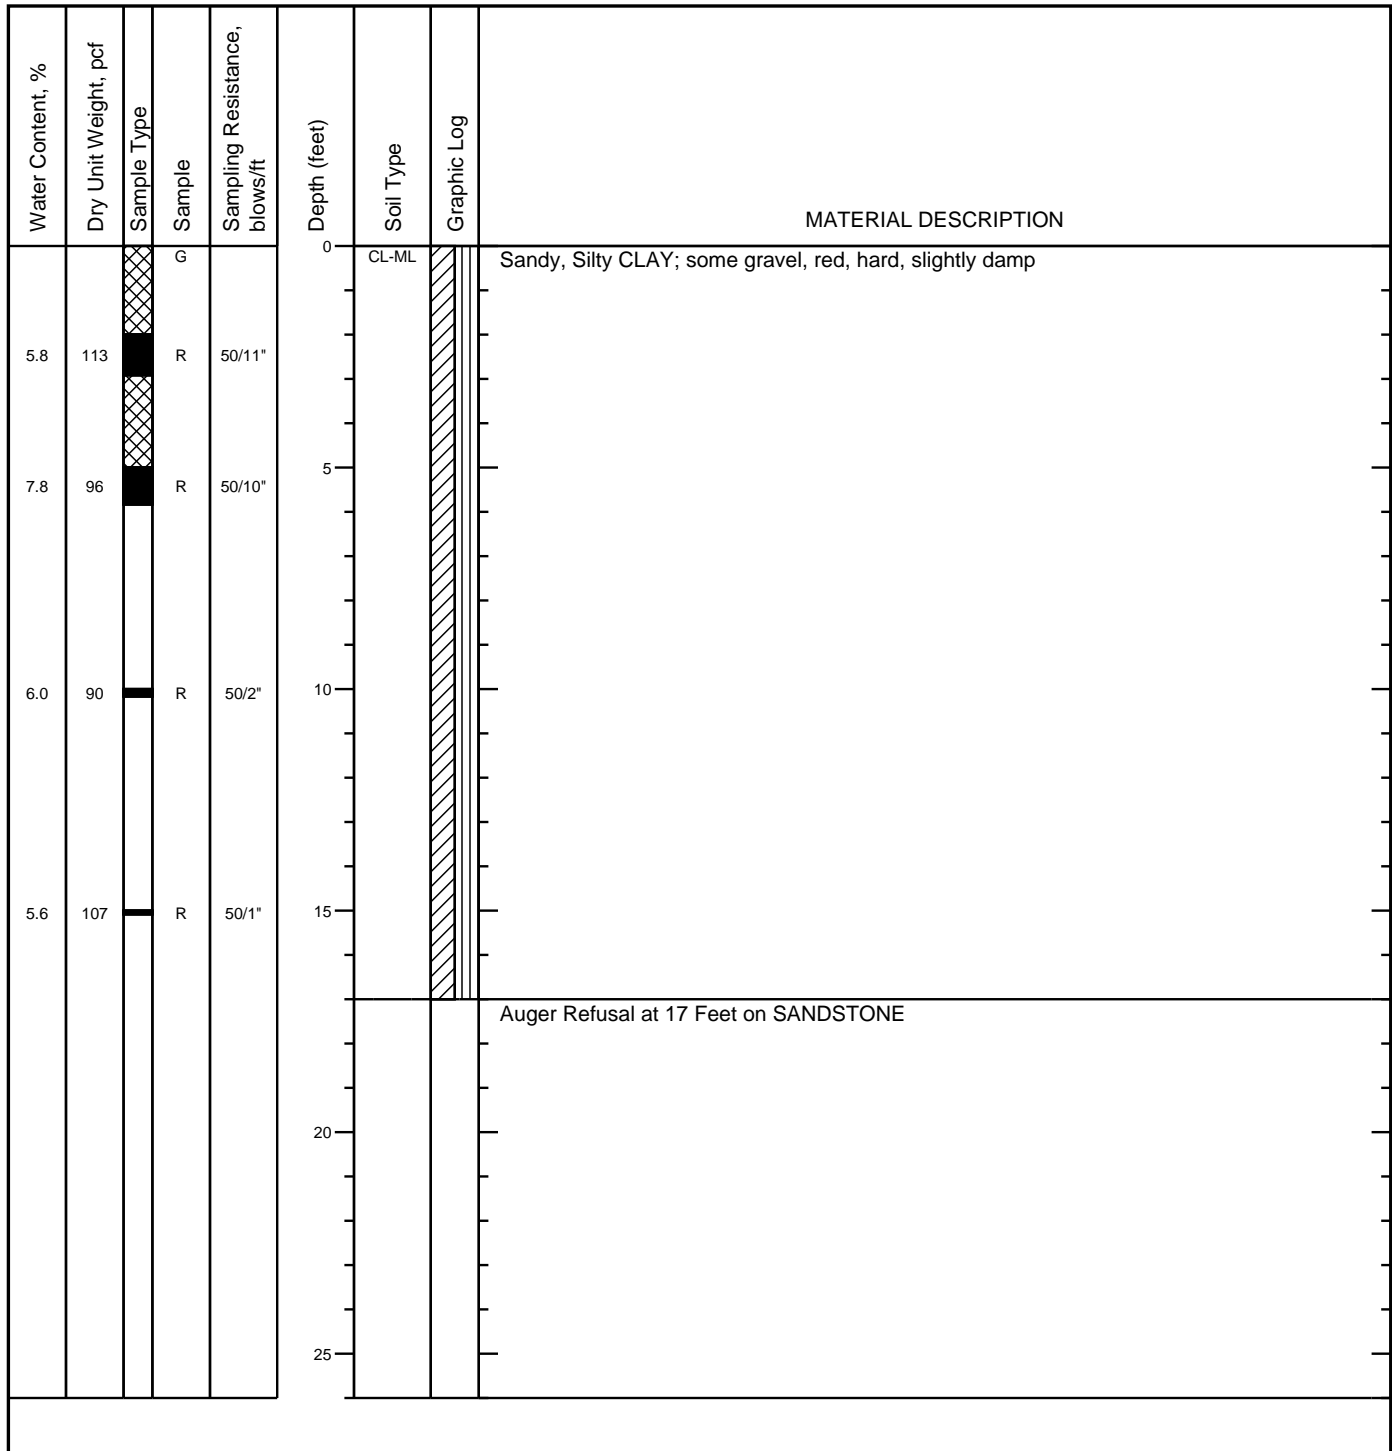 Water Content, %
Dry Unit Weight, pcf
Sample Type
Sample
Sampling Resistance,
blows/ft
Depth (feet)
Soil Type
Graphic Log
MATERIAL DESCRIPTION
0
G
CL-ML
Sandy, Silty CLAY; some gravel, red, hard, slightly damp
5.8
113
R
50/11"
5
7.8
96
R
50/10"
10
6.0
90
R
50/2"
15
5.6
107
R
50/1"
Auger Refusal at 17 Feet on SANDSTONE
20
25